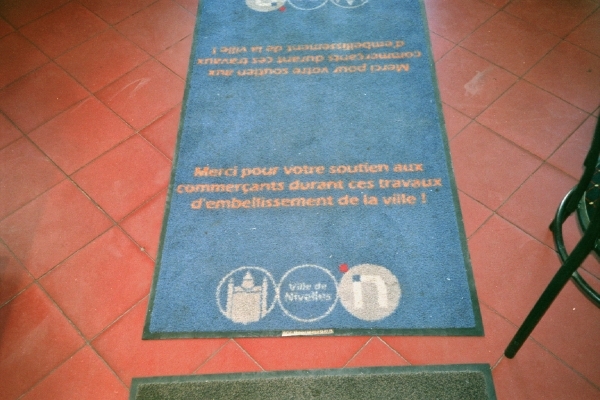 Merci pour votre soutien aux
commerçants durant ces travaux
d'embellissement de la ville !
Merci pour votre soutien aux
commerçants durant ces travaux
d'embellissement de la ville !
Ville de
Nivelles
in